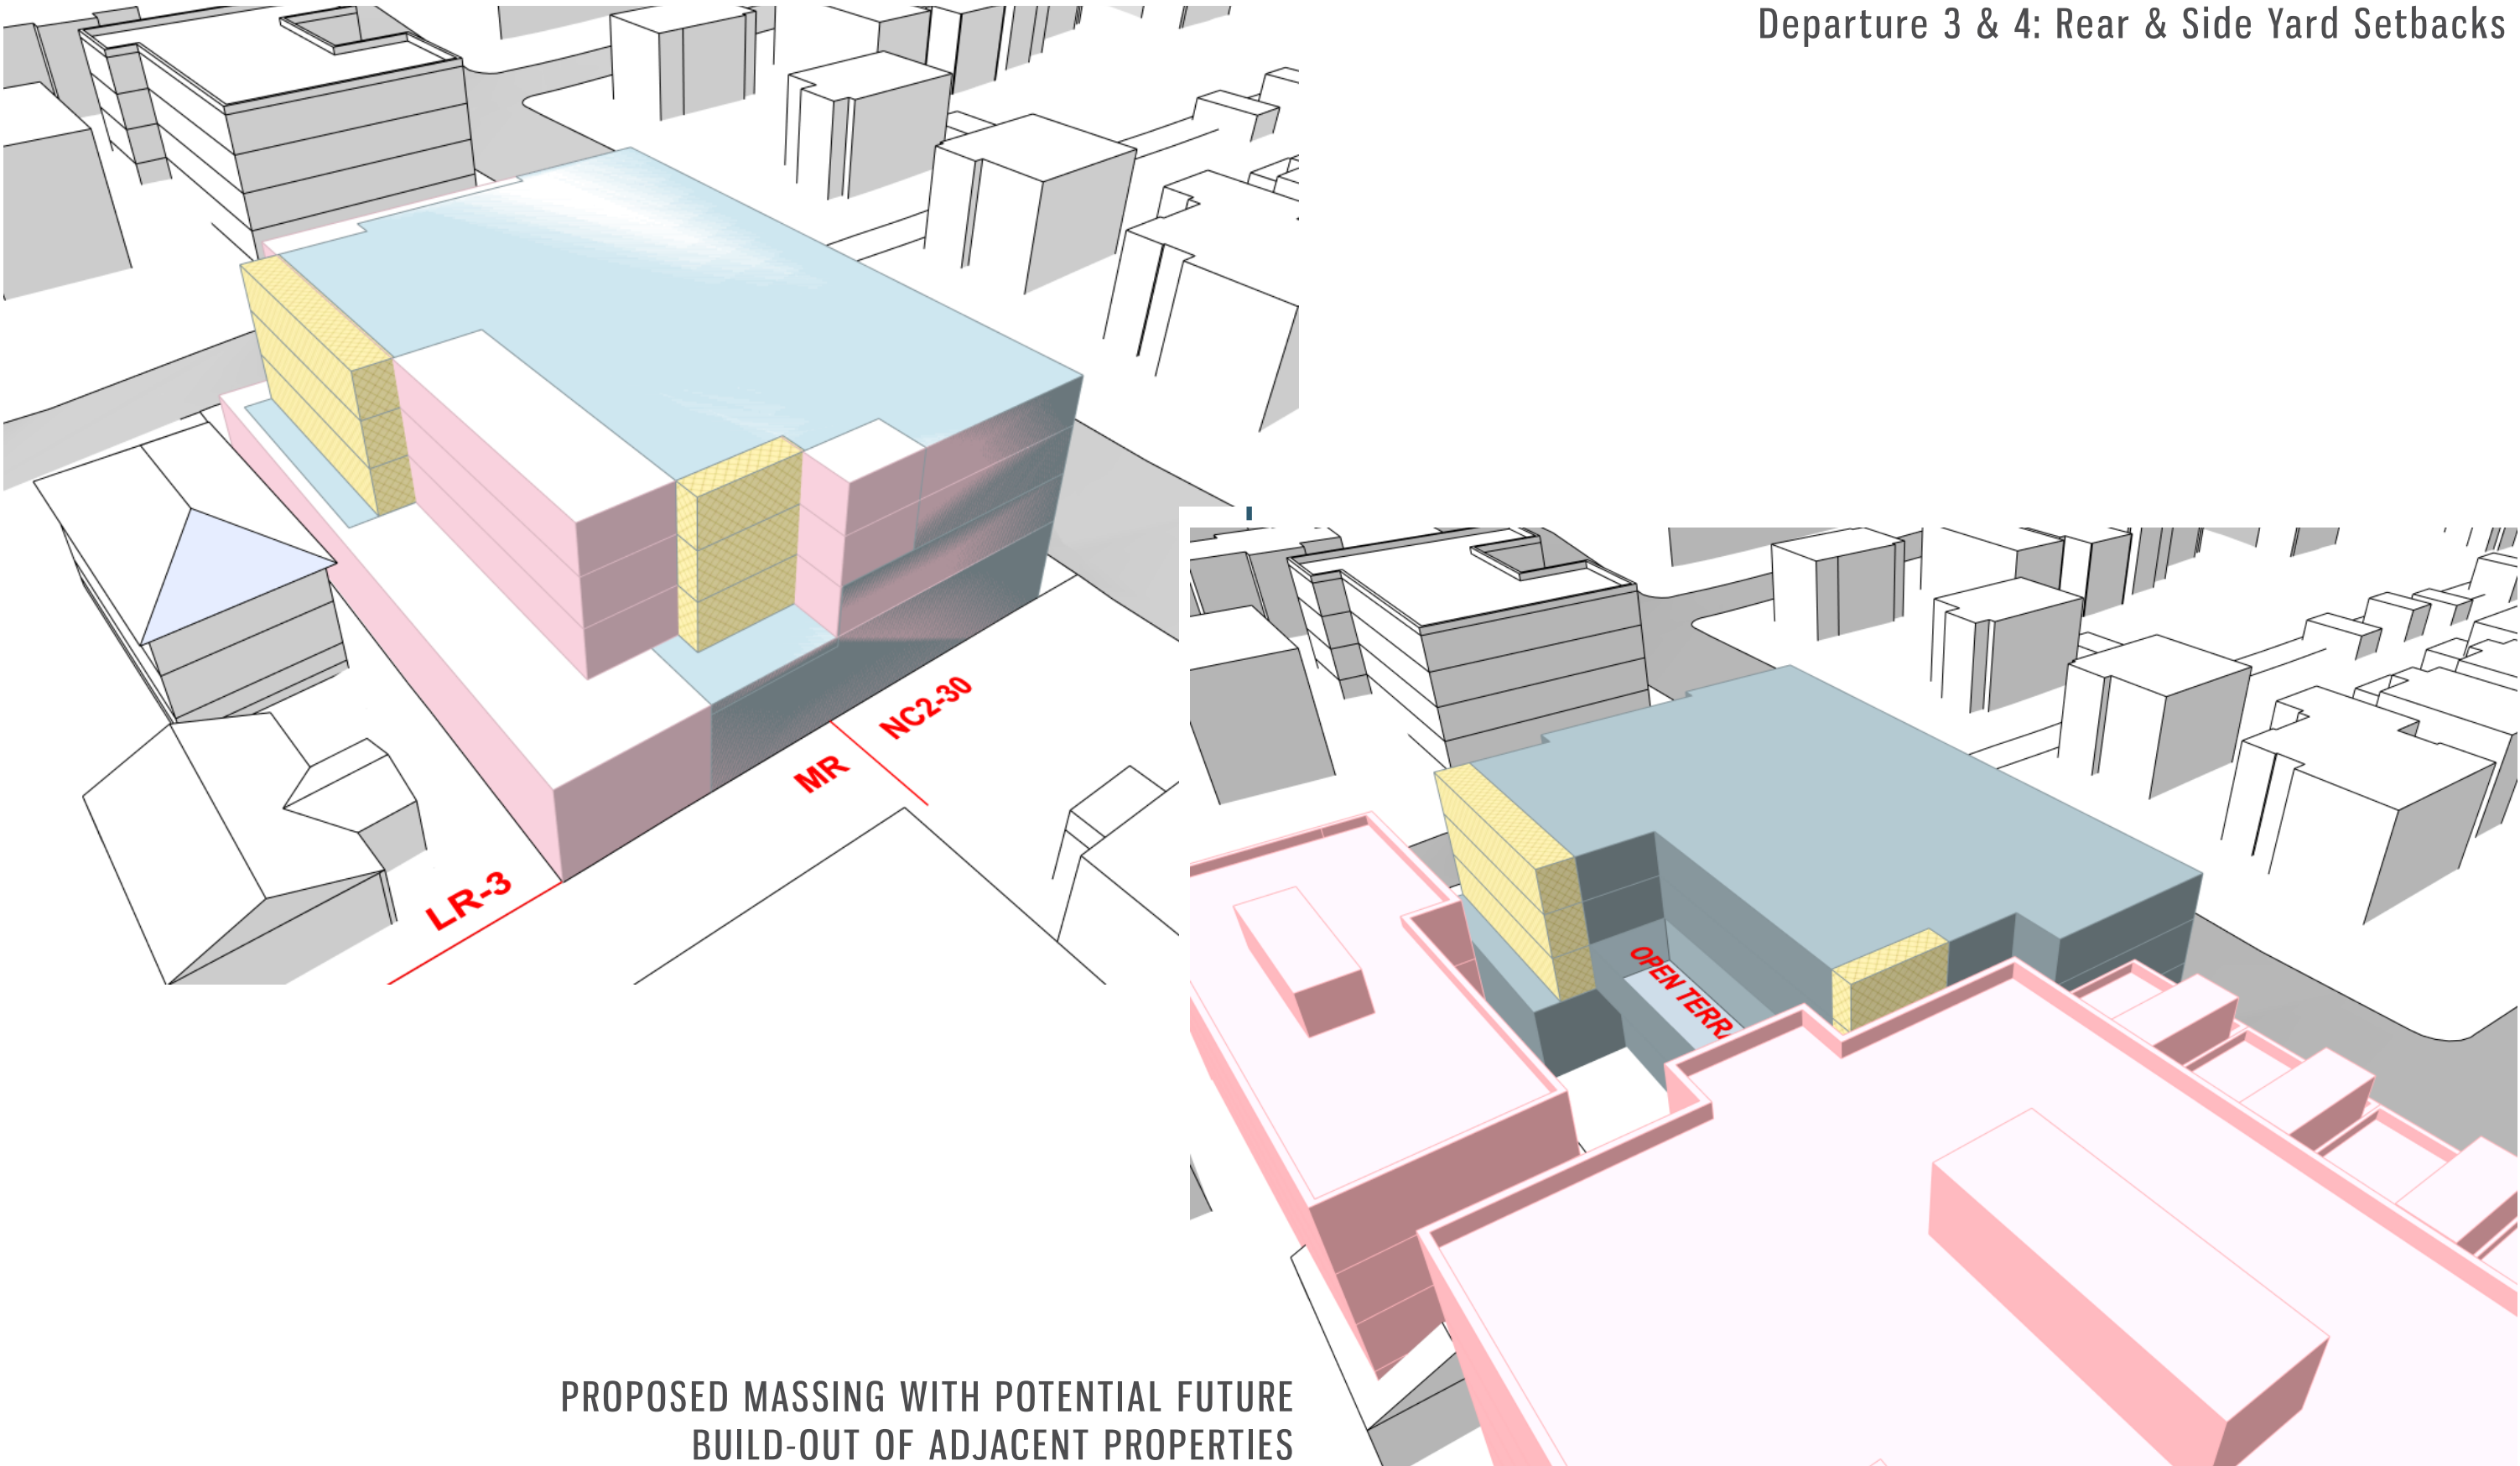 Departure 3 & 4: Rear & Side Yard Setbacks
NC2-30
MR
LR-3
OPEN
PROPOSED MASSING WITH POTENTIAL FUTURE
BUILD-OUT OF ADJACENT PROPERTIES